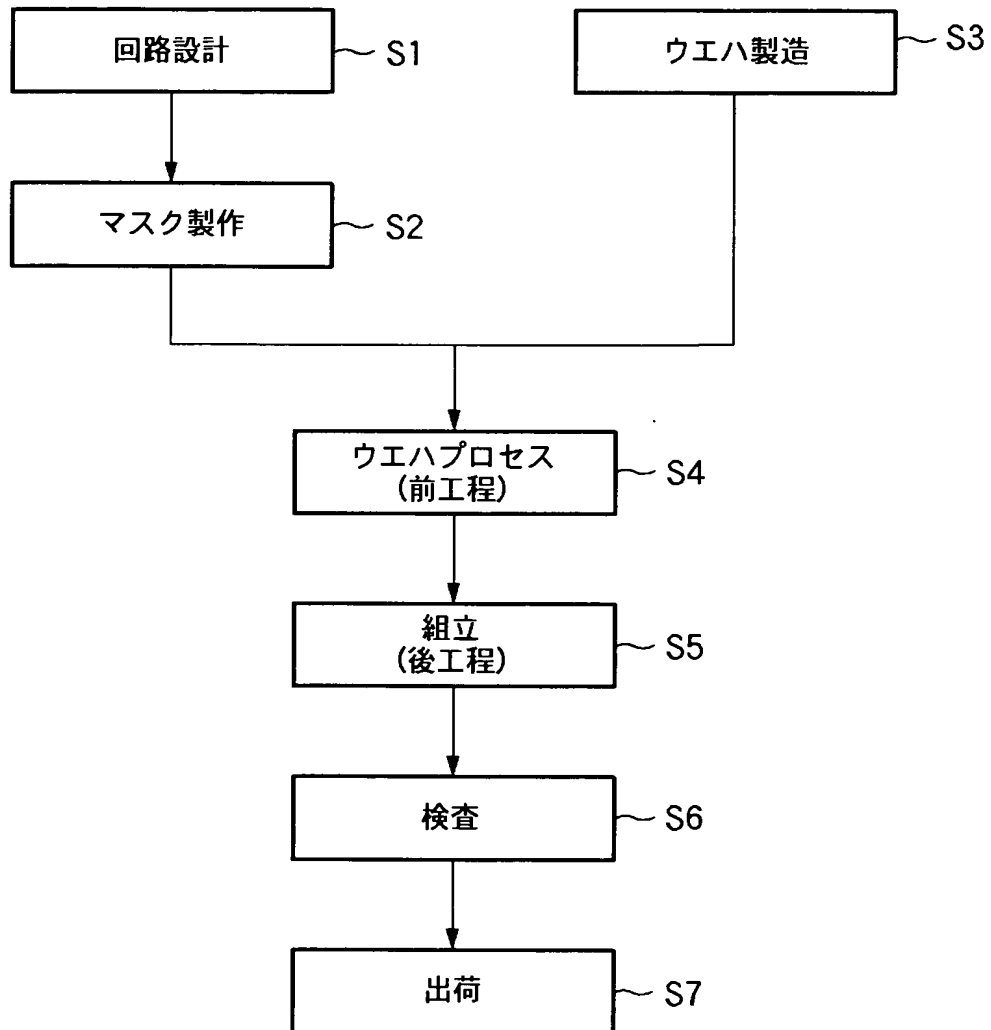 回路設計
S1
ウエハ製造
S3
マスク製作
S2
ウエハプロセス
(前工程)
S4
組立
(後工程)
S5
検査
S6
出荷
S7